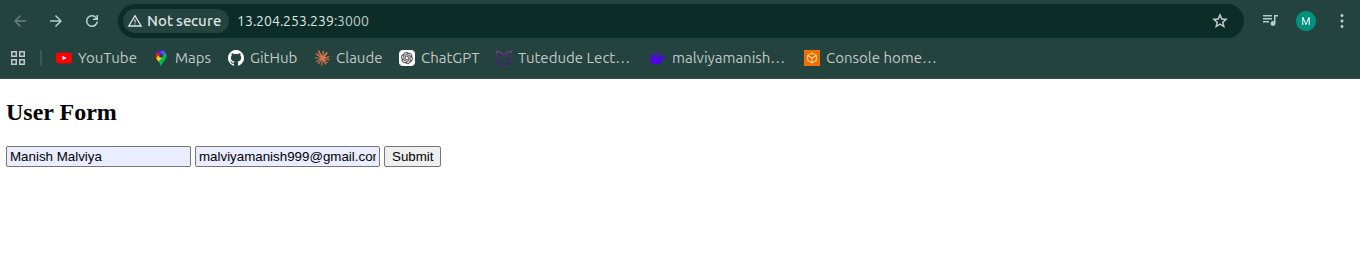 Not secure 13.204.253.239:3000 M
YouTube Maps GitHub Claude ChatGPT Tutedude Lect... malviyamanish... Console home...
User Form
Manish Malviya malviyamanish999@gmail.cor Submit